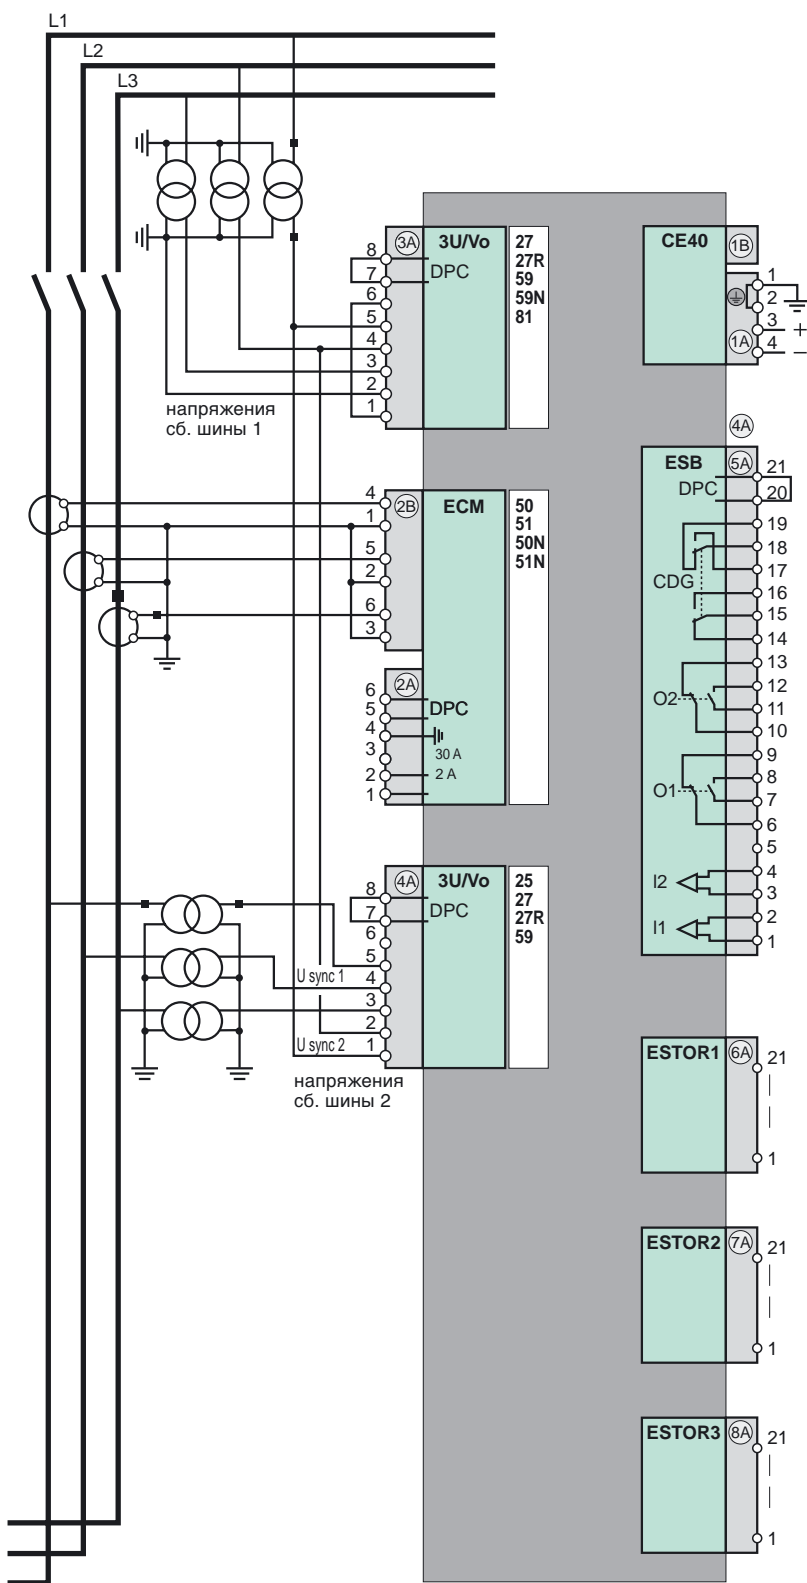 L1
L2
L3
3A
3U/Vo
DPC
8
7
6
5
4
3
2
1
27
27R
59
59N
81
напряжения
сб. шины 1
CE40
1B
1A
1
2
3
4
+
–
4A
ESB
5A
DPC
CDG
O2
O1
I2
I1
21
20
19
18
17
16
15
14
13
12
11
10
9
8
7
6
5
4
3
2
1
2B
ECM
4
1
5
2
6
3
50
51
50N
51N
2A
DPC
30 A
2 A
6
5
4
3
2
1
4A
3U/Vo
DPC
8
7
6
5
4
3
2
1
U sync 1
U sync 2
25
27
27R
59
напряжения
сб. шины 2
ESTOR1
6A
21
1
ESTOR2
7A
21
1
ESTOR3
8A
21
1